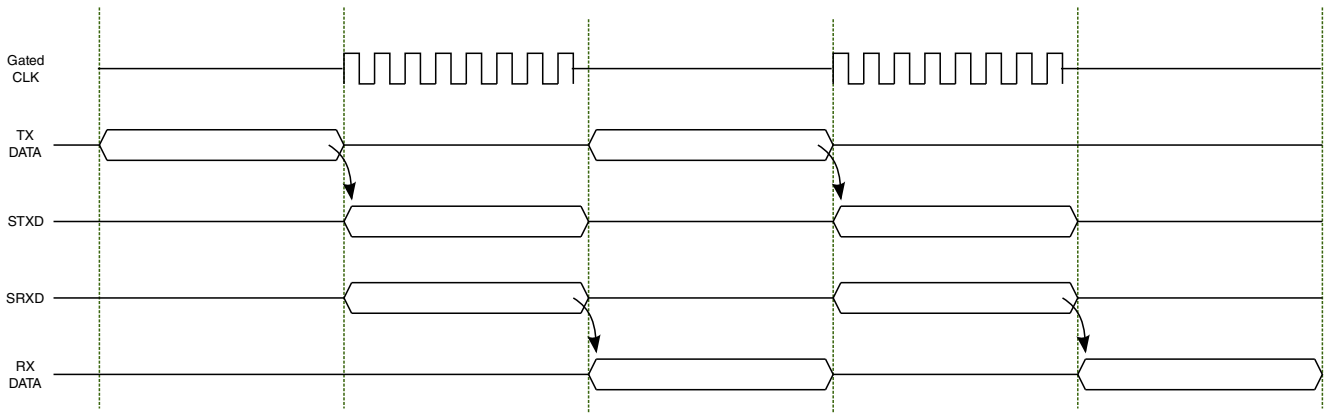 Gated
CLK
TX
DATA
STXD
SRXD
RX
DATA